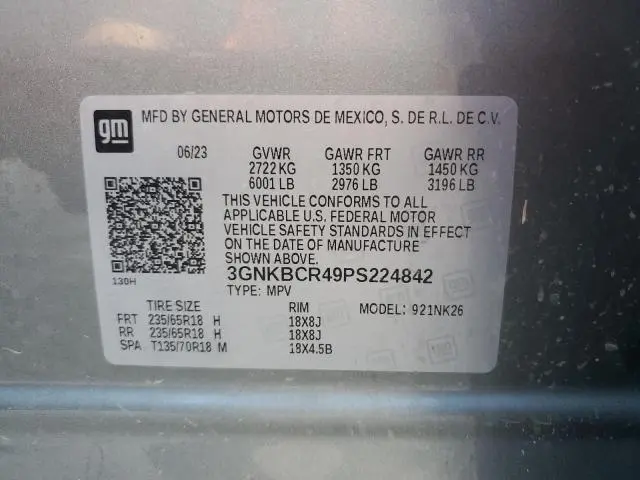 gm MFD BY GENERAL MOTORS DE MEXICO, S. DE R.L. DE C.V.
06/23 GVWR GAWR FRT GAWR RR
2722 KG 1350 KG 1450 KG
6001 LB 2976 LB 3196 LB
THIS VEHICLE CONFORMS TO ALL
APPLICABLE U.S. FEDERAL MOTOR
VEHICLE SAFETY STANDARDS IN EFFECT
ON THE DATE OF MANUFACTURE
SHOWN ABOVE.
3GNKBCR49PS224842
130H
TYPE: MPV
TIRE SIZE RIM MODEL: 921NK26
FRT 235/65R18 H 18X8J
RR 235/65R18 H 18X8J
SPA T135/70R18 M 18X4.5B